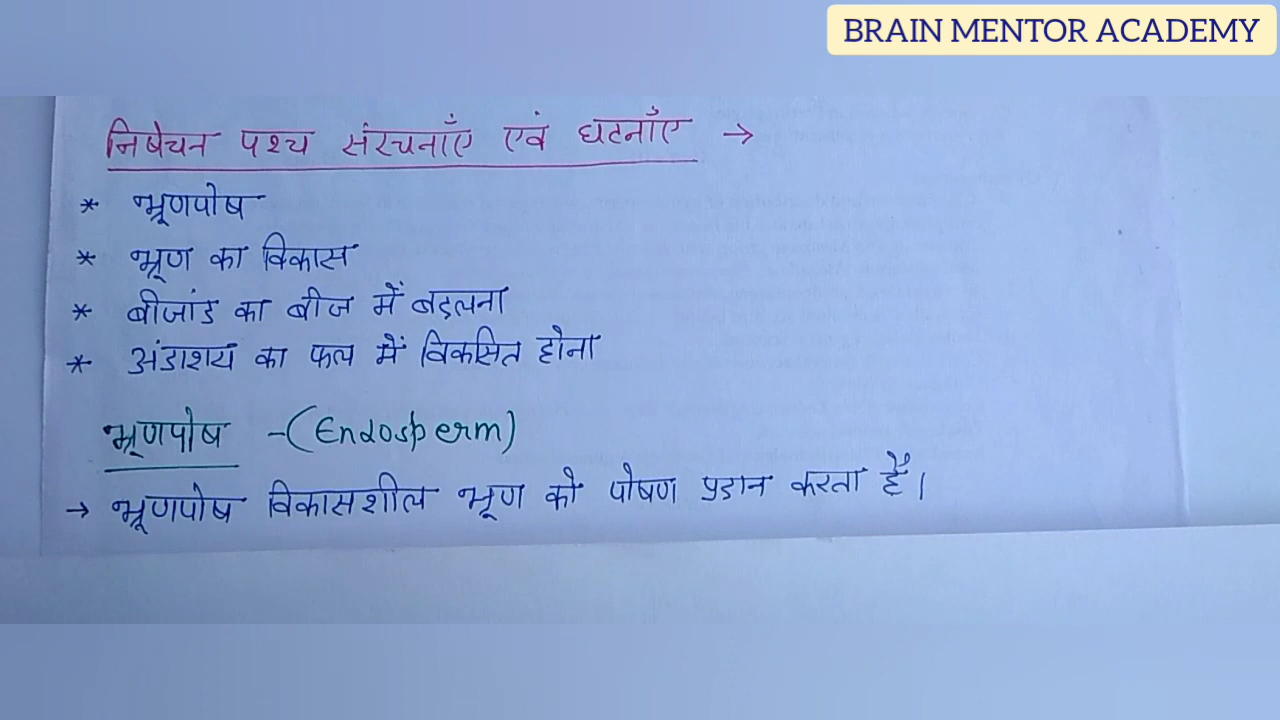 BRAIN MENTOR ACADEMY
निषेचन पश्च संरचनाएँ एवं घटनाएँ →
* भ्रूणपोष
* भ्रूण का विकास
* बीजांड का बीज में बदलना
* अंडाशय का फल में विकसित होना
भ्रूणपोष -(Endosperm)
→ भ्रूणपोष विकासशील भ्रूण को पोषण प्रदान करता है।